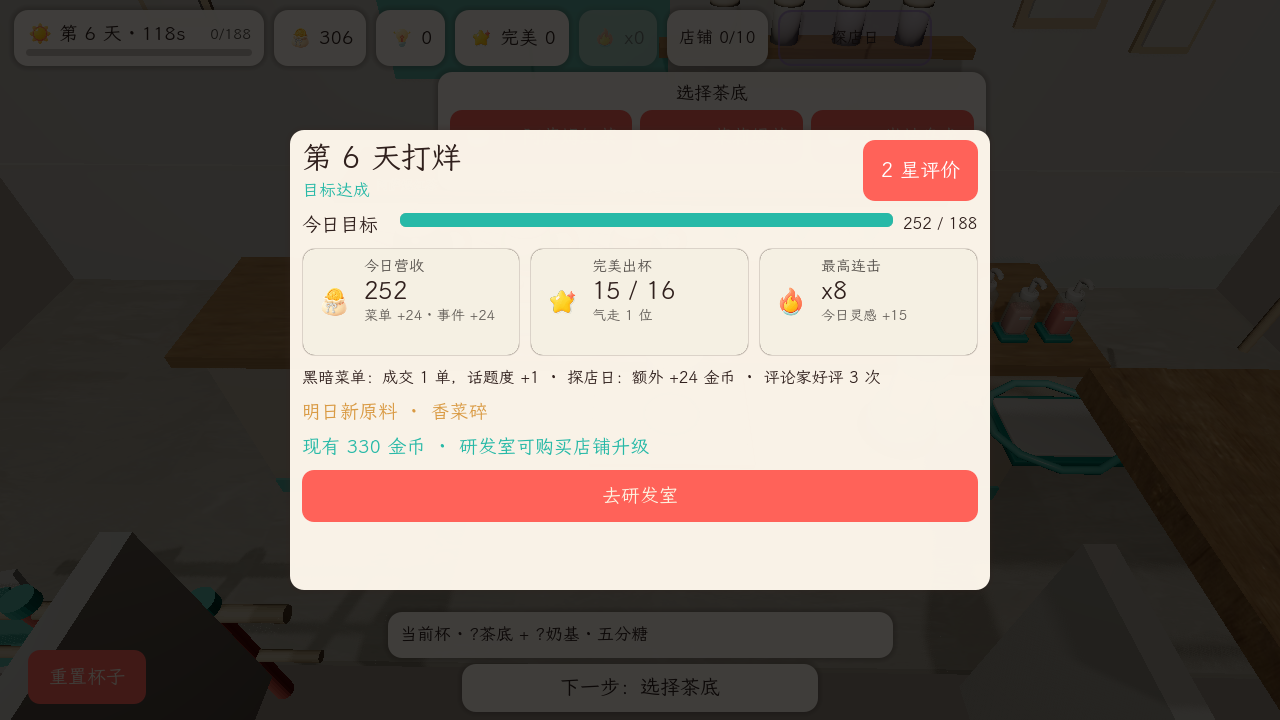 第 6 天·118s 0/188
306
0
完美 0
x0
店铺 0/10
探店日
选择茶底
第 6 天打烊
2 星评价
目标达成
今日目标
252 / 188
今日营收
252
菜单 +24·事件 +24
完美出杯
15 / 16
气走 1 位
最高连击
x8
今日灵感 +15
黑暗菜单：成交 1 单，话题度 +1 · 探店日：额外 +24 金币 · 评论家好评 3 次
明日新原料 · 香菜碎
现有 330 金币 · 研发室可购买店铺升级
去研发室
当前杯·?茶底 + ?奶基·五分糖
重置杯子
下一步：选择茶底